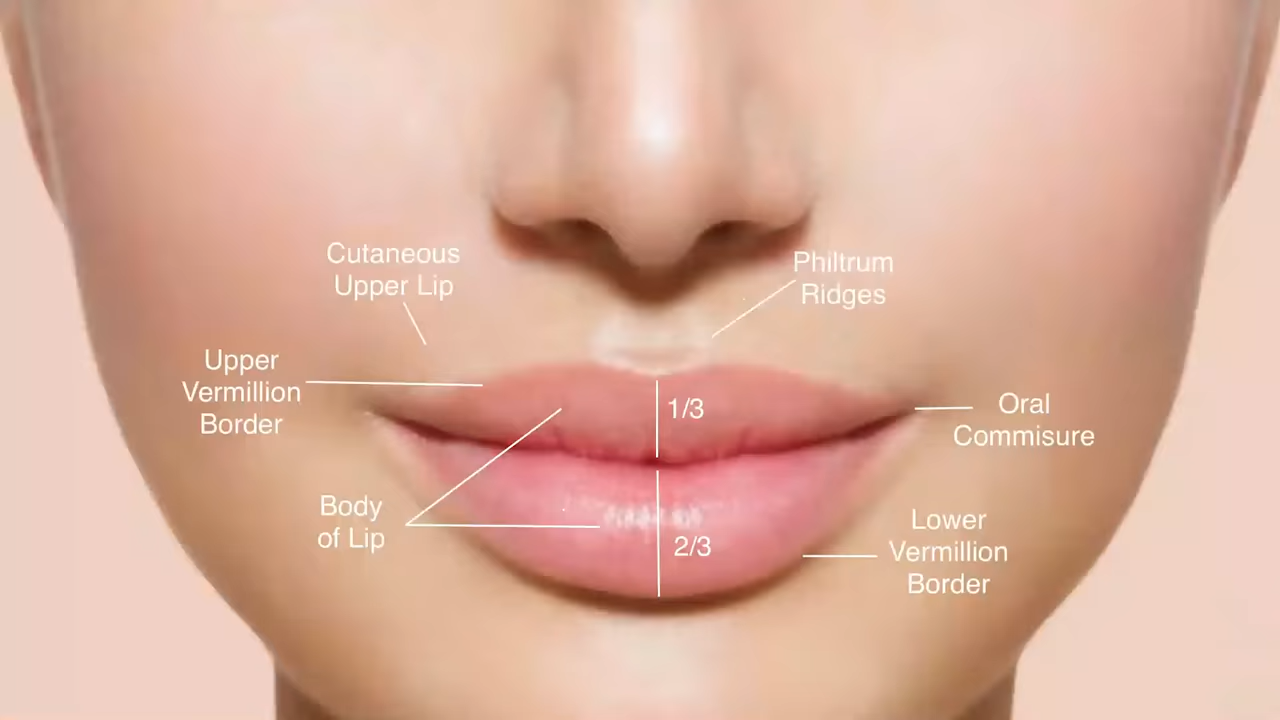 Cutaneous
Upper Lip
Philtrum
Ridges
Upper
Vermillion
Border
1/3
Oral
Commisure
Body
of Lip
2/3
Lower
Vermillion
Border